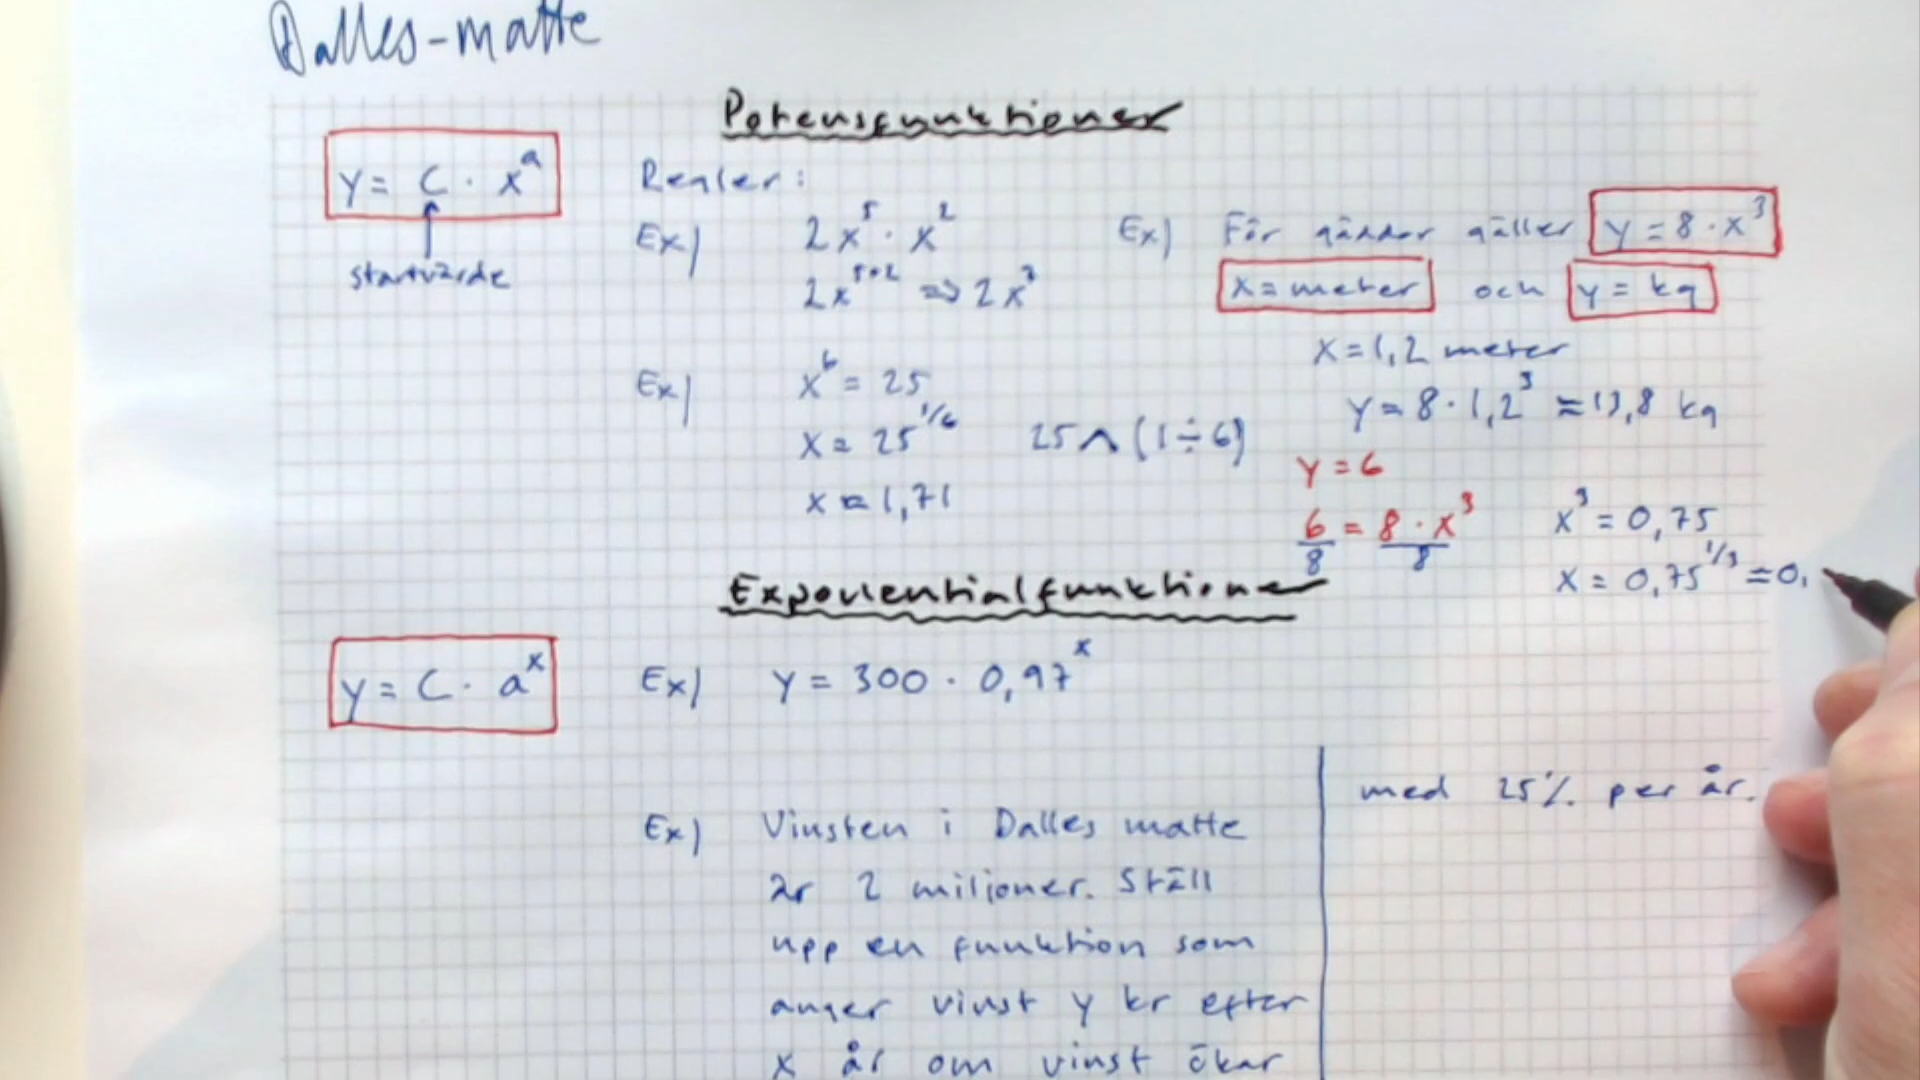 Dalles-matte
Potensfunktioner
y = C · x^a
startvärde
Regler:
Ex) 2x^5 · x^2
2x^5+2 ⇒ 2x^7
Ex) x^6 = 25
x = 25^1/6 25 ∧ (1÷6)
x ≈ 1,71
Ex) För gäddor gäller y = 8 · x^3
x = meter och y = kg
x = 1,2 meter
y = 8 · 1,2^3 ≈ 13,8 kg
y = 6
6/8 = 8 · x^3/8
x^3 = 0,75
x = 0,75^1/3 ≈ 0,
Exponentialfunktioner
y = C · a^x
Ex) y = 300 · 0,97^x
Ex) Vinsten i Dalles matte
är 2 miljoner. Ställ
upp en funktion som
anger vinst y kr efter
x år om vinst ökar
med 25% per år.